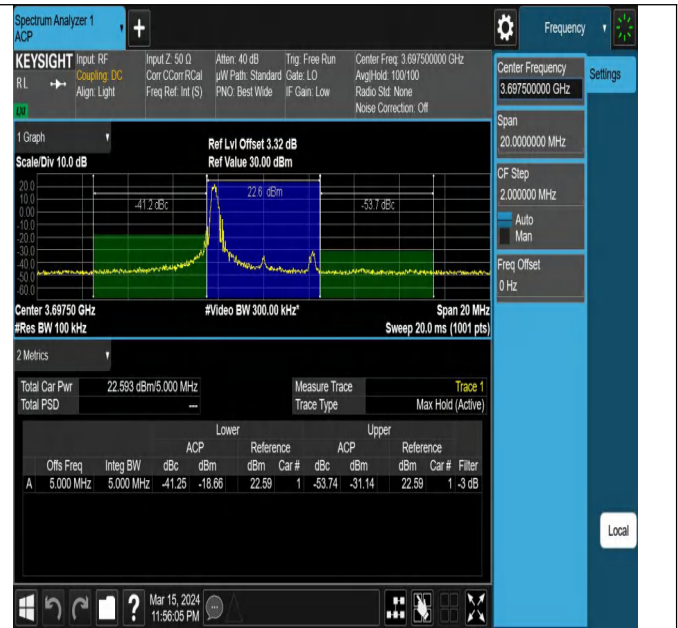 Spectrum Analyzer 1
ACP
+
Frequency
KEYSIGHT Input: RF Input Z: 50 Ω Atten: 40 dB Trig: Free Run Center Freq: 3.697500000 GHz
RL Coupling: DC Corr CCorr RCal µW Path: Standard Gate: LO Avg|Hold: 100/100
Align: Light Freq Ref: Int (S) PNO: Best Wide IF Gain: Low Radio Std: None
LXI Noise Correction: Off
Center Frequency
3.697500000 GHz
Settings
Span
20.0000000 MHz
CF Step
2.000000 MHz
Auto
Man
Freq Offset
0 Hz
Local
1 Graph
Ref Lvl Offset 3.32 dB
Scale/Div 10.0 dB Ref Value 30.00 dBm
20.0
10.0
0.00
-10.0
-20.0
-30.0
-40.0
-50.0
-60.0
-41.2 dBc 22.6 dBm -53.7 dBc
Center 3.69750 GHz #Video BW 300.00 kHz* Span 20 MHz
#Res BW 100 kHz Sweep 20.0 ms (1001 pts)
2 Metrics
Total Car Pwr 22.593 dBm/5.000 MHz Measure Trace Trace 1
Total PSD --- Trace Type Max Hold (Active)
Lower Upper
ACP Reference ACP Reference
Offs Freq Integ BW dBc dBm dBm Car # dBc dBm dBm Car # Filter
A 5.000 MHz 5.000 MHz -41.25 -18.66 22.59 1 -53.74 -31.14 22.59 1 -3 dB
? Mar 15, 2024
11:56:05 PM